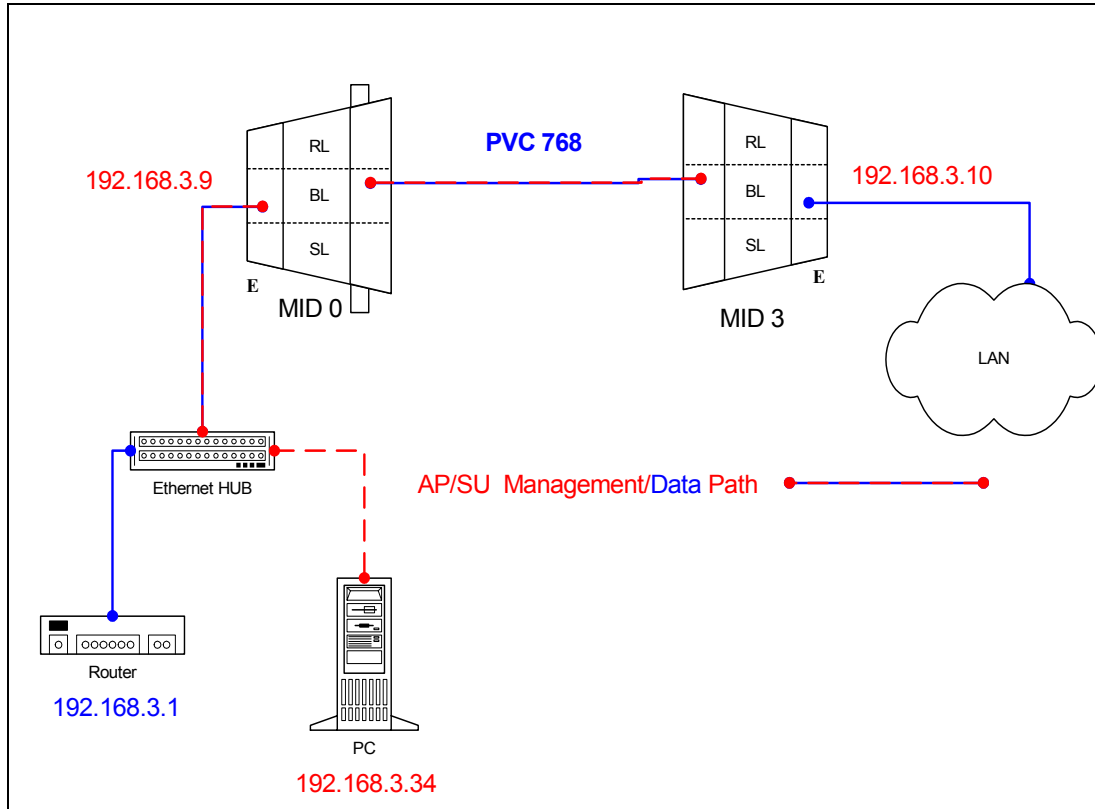 PVC 768
RL
RL
192.168.3.9
192.168.3.10
BL
BL
SL
SL
E
E
MID 0
MID 3
LAN
Ethernet HUB
AP/SU Management/Data Path
Router
192.168.3.1
PC
192.168.3.34